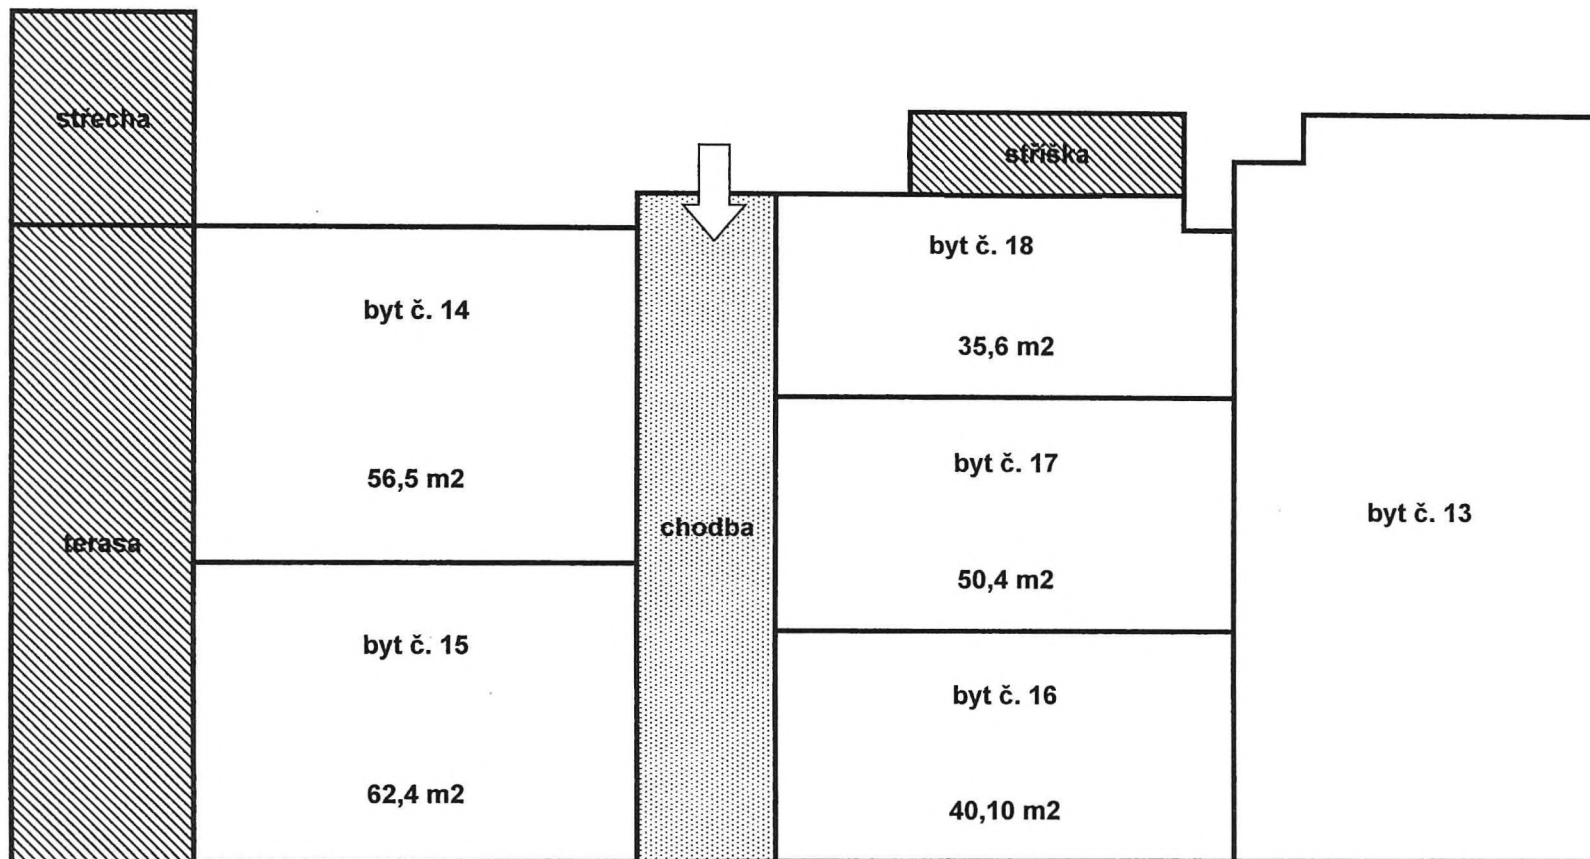 střecha
stříška
byt č. 18
byt č. 14
35,6 m2
byt č. 17
56,5 m2
byt č. 13
chodba
terasa
50,4 m2
byt č. 15
byt č. 16
62,4 m2
40,10 m2